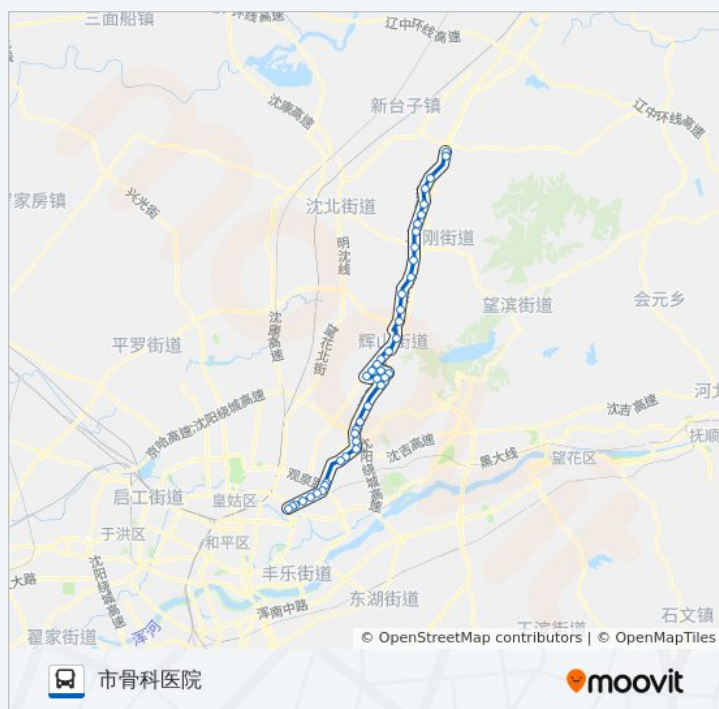 三面船镇
辽中环线高速
新台子镇
沈康高速
辽中环线高速
罗家房镇
兴光街
沈北街道
明沈线
刚街道
望滨街道
会元乡
沈康高速
望花北街
辉山街道
平罗街道
沈吉高速
河北
京哈高速;沈阳绕城高速
沈阳绕城高速
沈吉高速
黑大线
望花区
抚顺
观泉路
启工街道
皇姑区
于洪区
和平区
丰乐街道
大路
沈阳绕城高速
浑南中路
东湖街道
石文镇
翟家街道
浑河
王滨街道
© OpenStreetMap contributors | © OpenMapTiles
市骨科医院
moovit